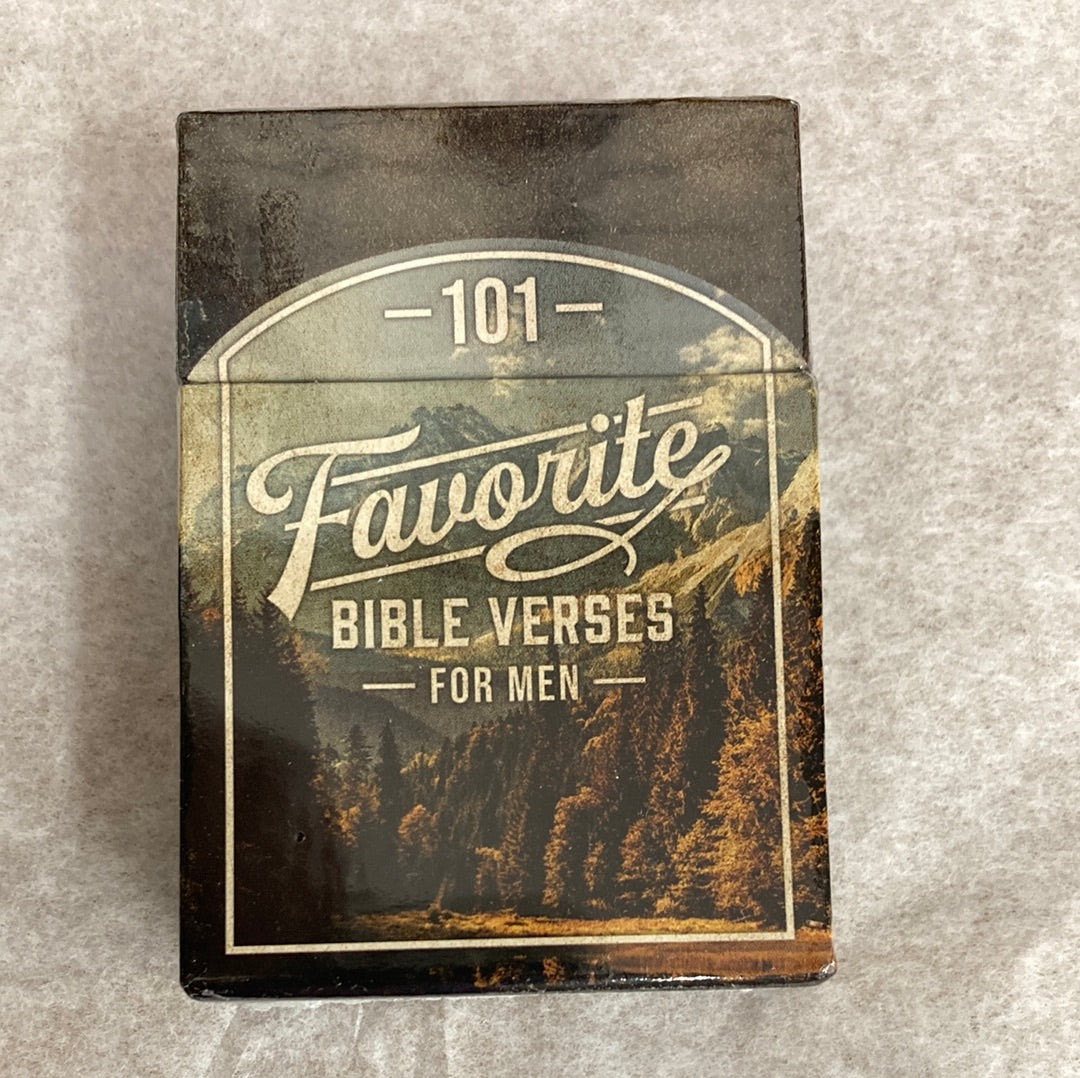 —101—
Favorite
BIBLE VERSES
— FOR MEN —